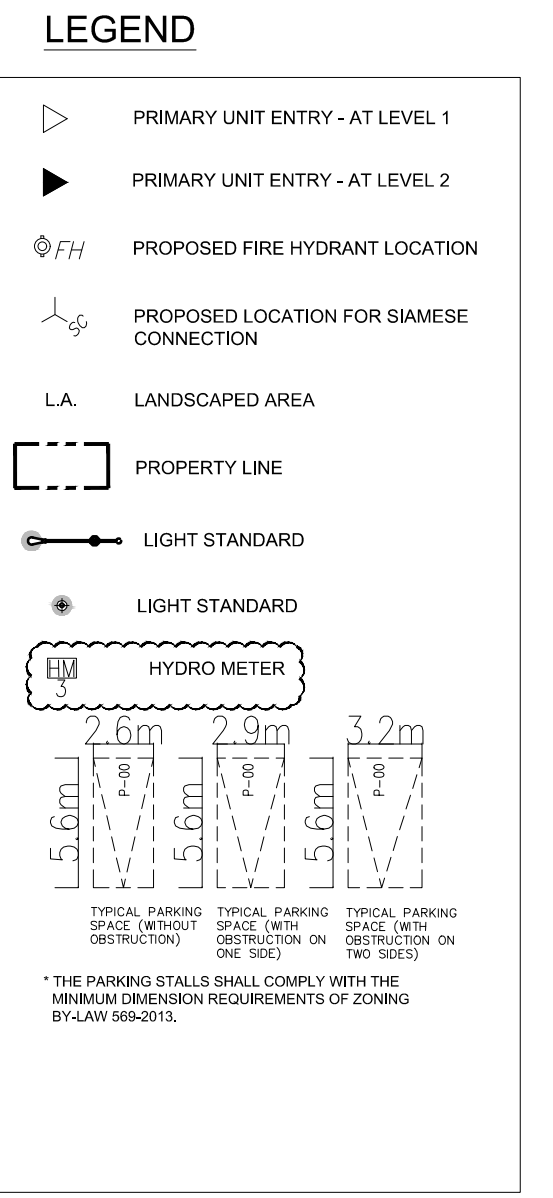 LEGEND
PRIMARY UNIT ENTRY - AT LEVEL 1
PRIMARY UNIT ENTRY - AT LEVEL 2
FH PROPOSED FIRE HYDRANT LOCATION
SC PROPOSED LOCATION FOR SIAMESE
CONNECTION
L.A. LANDSCAPED AREA
PROPERTY LINE
LIGHT STANDARD
LIGHT STANDARD
HM HYDRO METER
3
2.6m 2.9m 3.2m
P-00 P-00 P-00
5.6m 5.6m 5.6m
TYPICAL PARKING
SPACE (WITHOUT
OBSTRUCTION)
TYPICAL PARKING
SPACE (WITH
OBSTRUCTION ON
ONE SIDE)
TYPICAL PARKING
SPACE (WITH
OBSTRUCTION ON
TWO SIDES)
* THE PARKING STALLS SHALL COMPLY WITH THE
MINIMUM DIMENSION REQUIREMENTS OF ZONING
BY-LAW 569-2013.